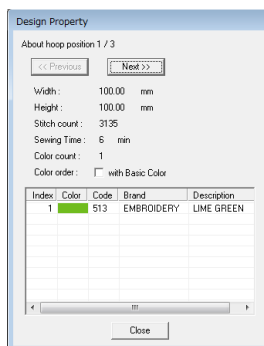 Design Property
About hoop position 1 / 3
<< Previous Next >>
Width : 100.00 mm
Height : 100.00 mm
Stitch count : 3135
Sewing Time : 6 min
Color count : 1
Color order : with Basic Color
Index Color Code Brand Description
1 513 EMBROIDERY LIME GREEN
Close